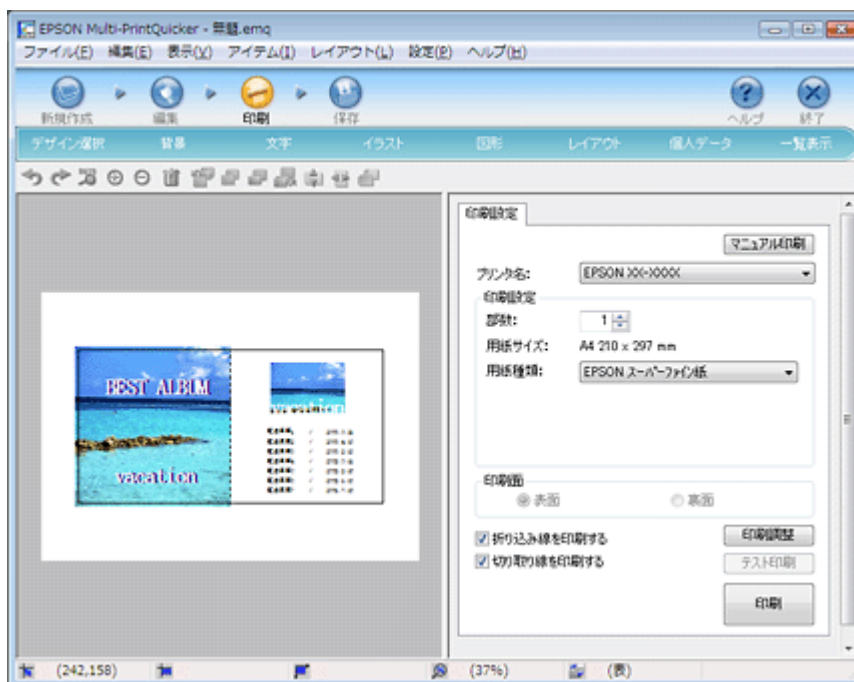 EPSON Multi-PrintQuicker - 無題.emq
ファイル(F) 編集(E) 表示(V) アイテム(I) レイアウト(L) 設定(P) ヘルプ(H)
新規作成 編集 印刷 保存 ヘルプ 終了
デザイン選択 背景 文字 イラスト 図形 レイアウト 個人データ 一覧表示
印刷設定
マニュアル印刷
プリンタ名: EPSON XX-XXXX
印刷設定
部数: 1
用紙サイズ: A4 210 x 297 mm
用紙種類: EPSON スーパーファイン紙
BEST ALBUM
vacation
vacation
印刷面
表面 裏面
折り込み線を印刷する 印刷調整
切り取り線を印刷する テスト印刷
印刷
(242,158) (37%) (表)